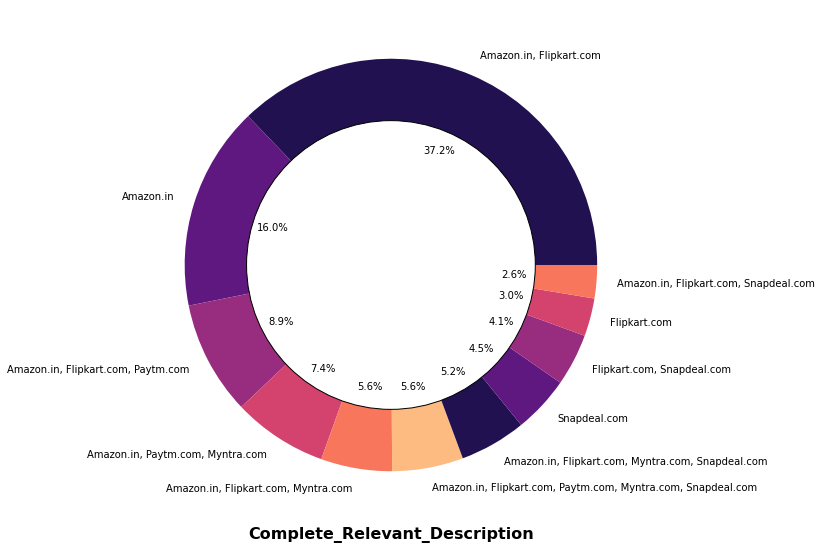 Amazon.in, Flipkart.com
37.2%
Amazon.in
16.0%
2.6%
Amazon.in, Flipkart.com, Snapdeal.com
3.0%
Flipkart.com
8.9%
4.1%
4.5%
Amazon.in, Flipkart.com, Paytm.com
7.4%
5.2%
Flipkart.com, Snapdeal.com
5.6%
5.6%
Snapdeal.com
Amazon.in, Paytm.com, Myntra.com
Amazon.in, Flipkart.com, Myntra.com, Snapdeal.com
Amazon.in, Flipkart.com, Myntra.com
Amazon.in, Flipkart.com, Paytm.com, Myntra.com, Snapdeal.com
Complete_Relevant_Description